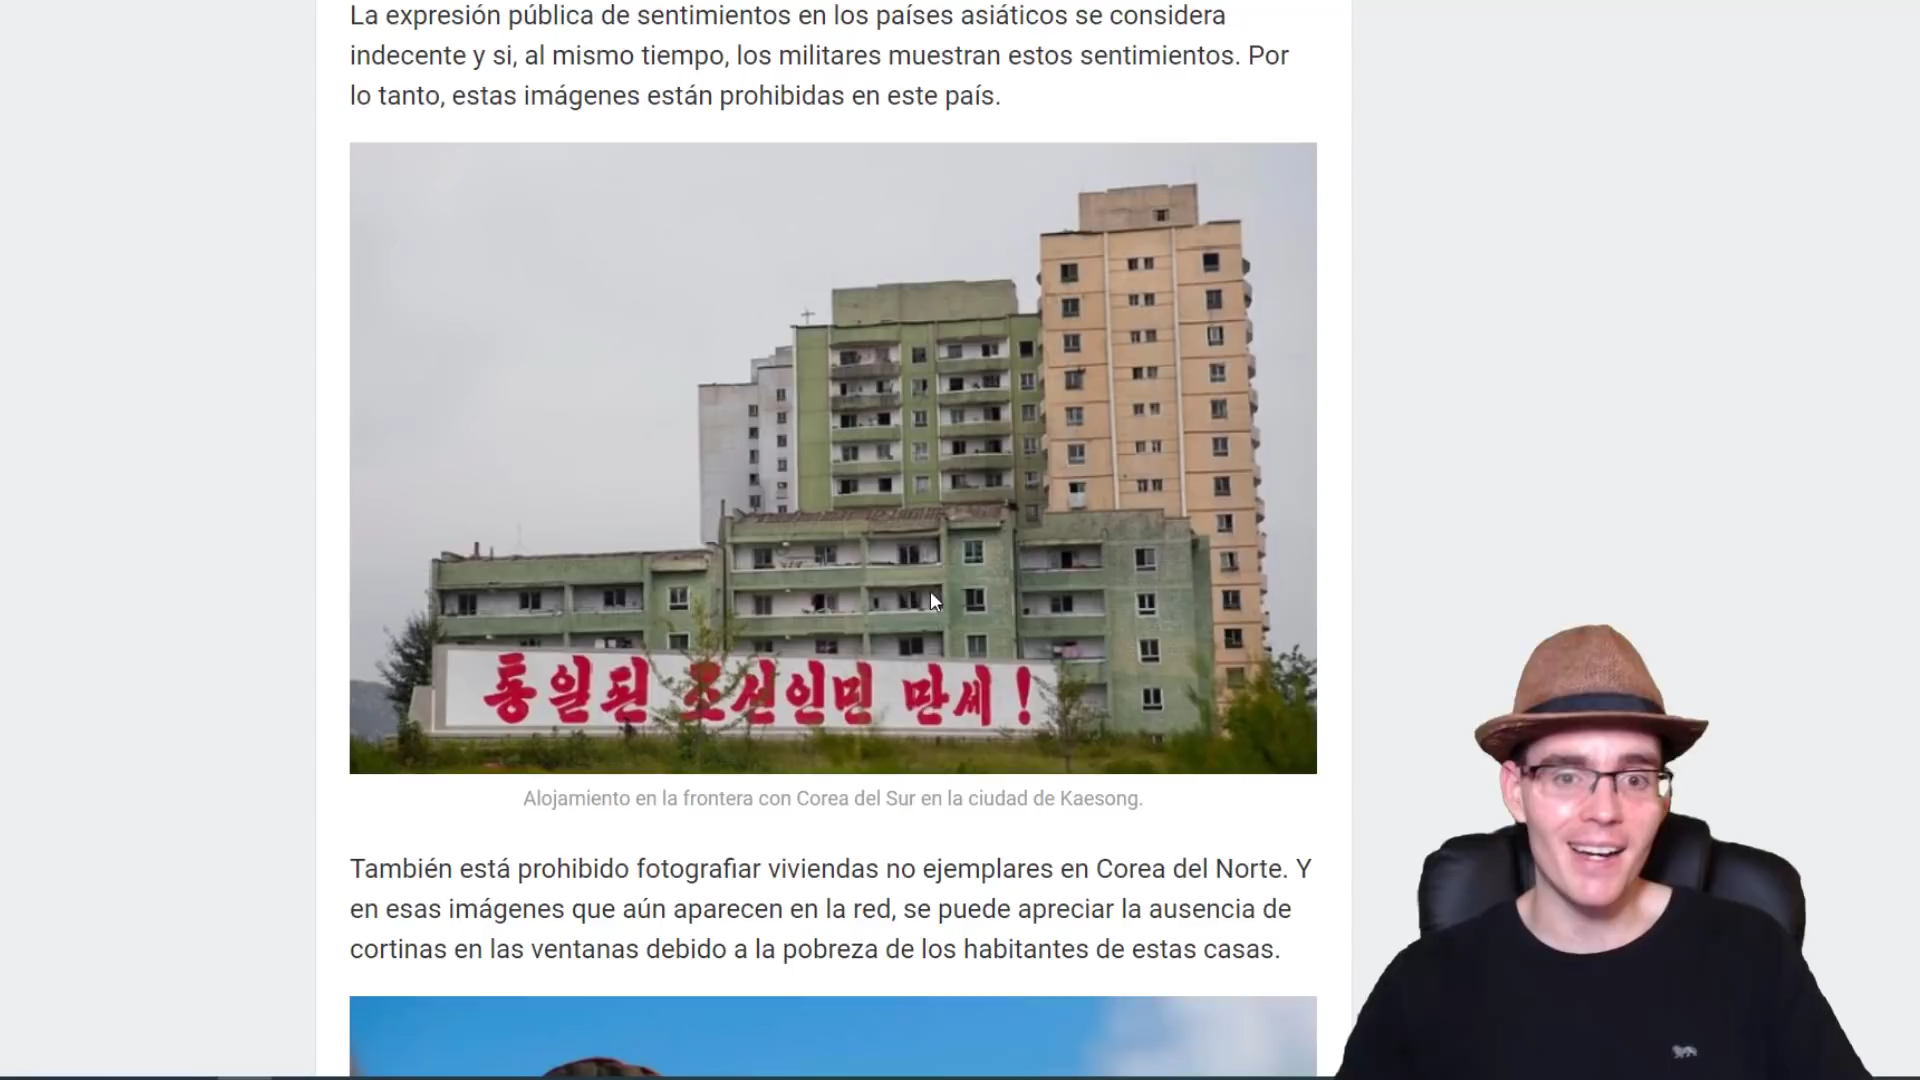 La expresión pública de sentimientos en los países asiáticos se considera
indecente y si, al mismo tiempo, los militares muestran estos sentimientos. Por
lo tanto, estas imágenes están prohibidas en este país.
통일된 조선인민 만세!
Alojamiento en la frontera con Corea del Sur en la ciudad de Kaesong.
También está prohibido fotografiar viviendas no ejemplares en Corea del Norte. Y
en esas imágenes que aún aparecen en la red, se puede apreciar la ausencia de
cortinas en las ventanas debido a la pobreza de los habitantes de estas casas.